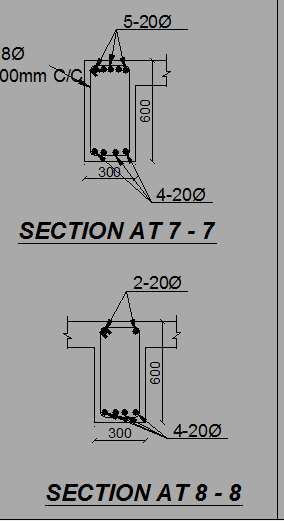 5-20Ø
8Ø
00mm C/C
600
300
4-20Ø
SECTION AT 7 - 7
2-20Ø
600
300
4-20Ø
SECTION AT 8 - 8